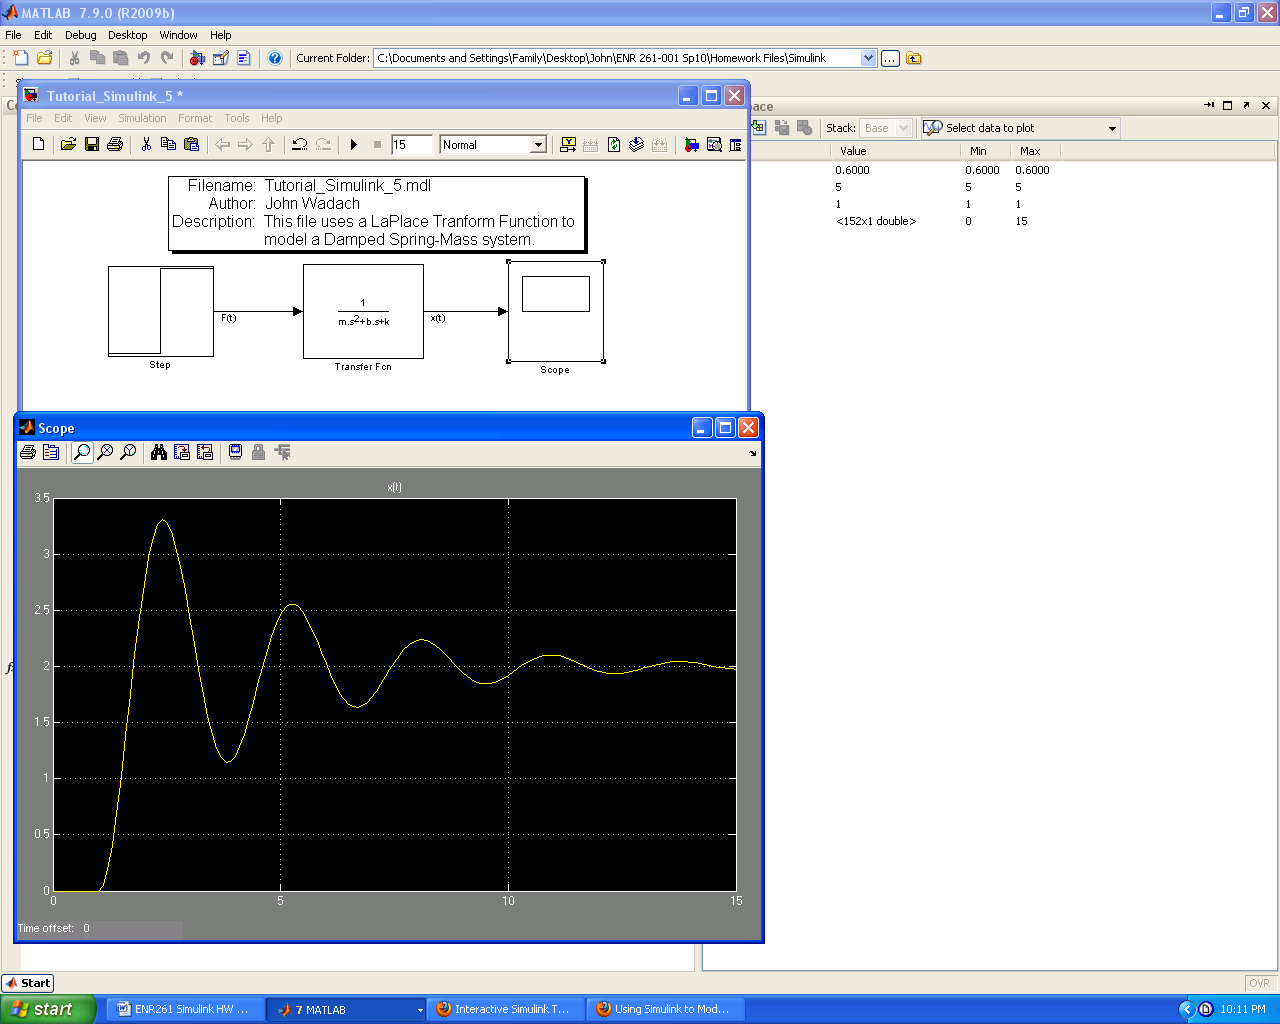 MATLAB 7.9.0 (R2009b)
File Edit Debug Desktop Window Help
Current Folder: C:\Documents and Settings\Family\Desktop\John\ENR 261-001 Sp10\Homework Files\Simulink
Tutorial_Simulink_5 *
File Edit View Simulation Format Tools Help
15 Normal
Filename: Tutorial_Simulink_5.mdl
Author: John Wadach
Description: This file uses a LaPlace Tranform Function to
model a Damped Spring-Mass system.
1
m.s2+b.s+k
F(t)
x(t)
Step
Transfer Fcn
Scope
Stack: Base Select data to plot
Value Min Max
0.6000 0.6000 0.6000
5 5 5
1 1 1
<152x1 double> 0 15
Scope
x(t)
3.5
3
2.5
2
1.5
1
0.5
0
0 5 10 15
Time offset: 0
Start
OVR
start ENR261 Simulink HW ... 7 MATLAB Interactive Simulink T... Using Simulink to Mod... 10:11 PM